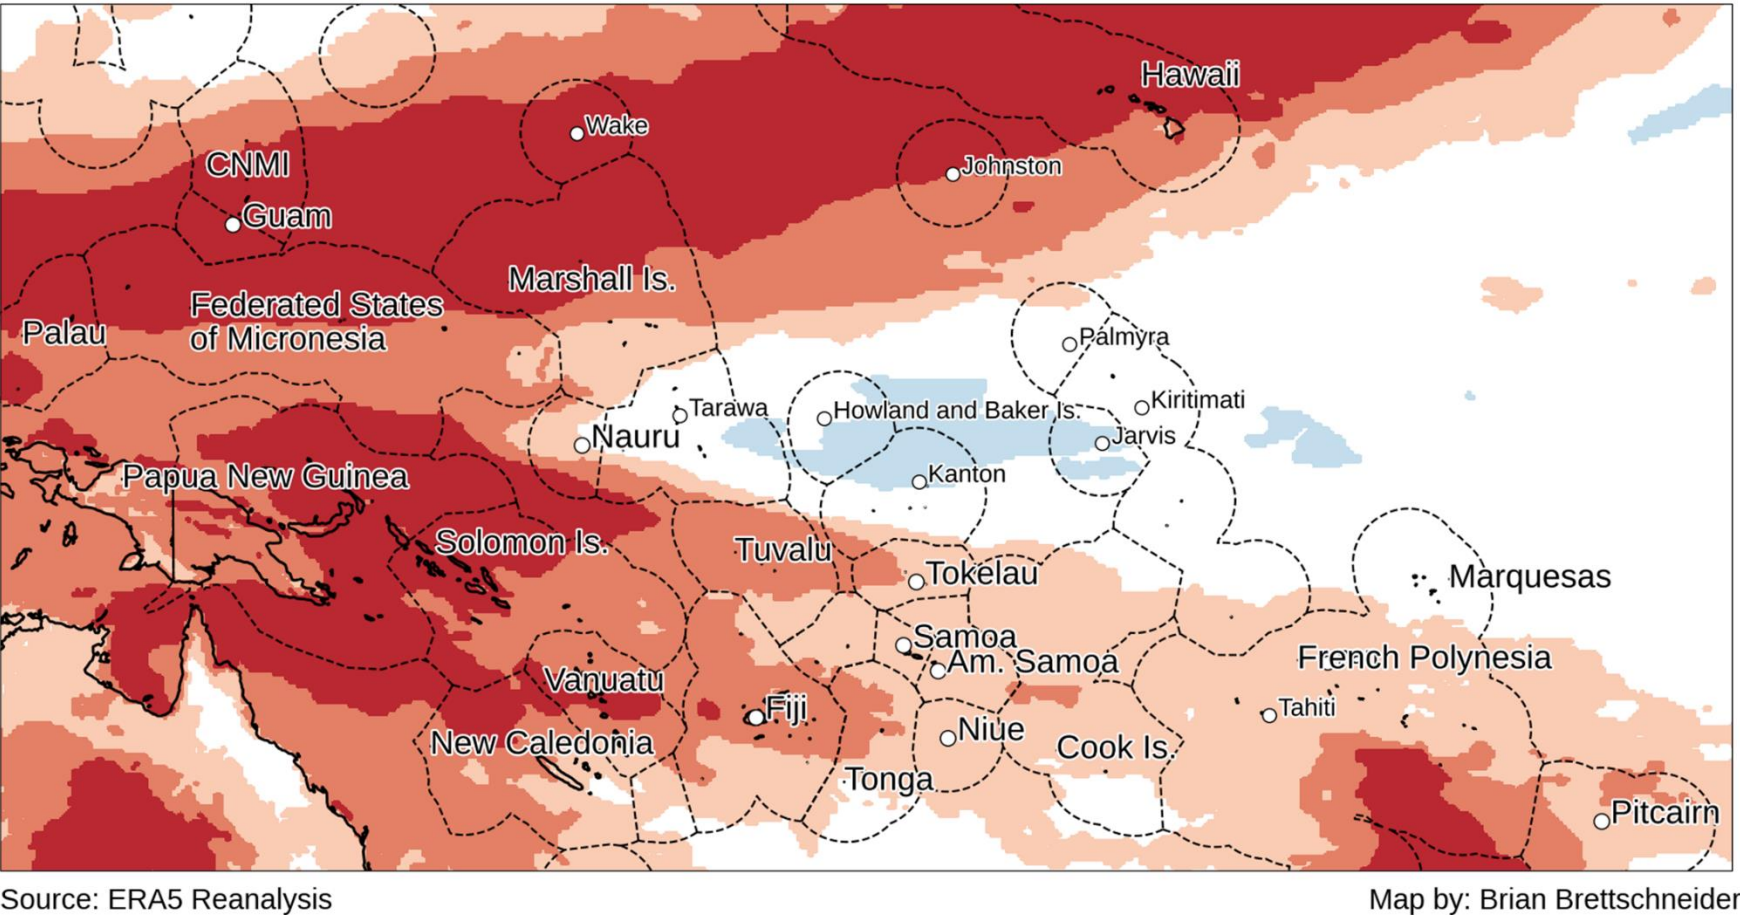 Hawaii
Wake
CNMI
Johnston
Guam
Marshall Is.
Federated States
of Micronesia
Palau
Palmyra
Kiritimati
Tarawa
Howland and Baker Is.
Nauru
Jarvis
Papua New Guinea
Kanton
Solomon Is.
Tuvalu
Tokelau
Marquesas
Samoa
Am. Samoa
French Polynesia
Vanuatu
Fiji
Tahiti
Niue
New Caledonia
Cook Is.
Tonga
Pitcairn
Source: ERA5 Reanalysis
Map by: Brian Brettschneider